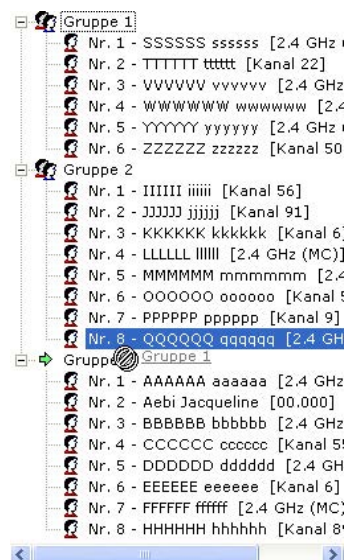 Gruppe 1
Nr. 1 - SSSSSS ssssss [2.4 GHz
Nr. 2 - TTTTTT tttttt [Kanal 22]
Nr. 3 - VVVVVV vvvvvv [2.4 GHz
Nr. 4 - WWWWWW wwwwww [2.4
Nr. 5 - YYYYYY yyyyyy [2.4 GHz
Nr. 6 - ZZZZZZ zzzzzz [Kanal 50
Gruppe 2
Nr. 1 - IIIIII iiiiii [Kanal 56]
Nr. 2 - JJJJJJ jjjjjj [Kanal 91]
Nr. 3 - KKKKKK kkkkkk [Kanal 6]
Nr. 4 - LLLLLL llllll [2.4 GHz (MC)]
Nr. 5 - MMMMMM mmmmmm [2.4
Nr. 6 - OOOOOO oooooo [Kanal 5
Nr. 7 - PPPPPP pppppp [Kanal 9]
Nr. 8 - QQQQQQ qqqqqq [2.4 GH
Gruppe Gruppe 1
Nr. 1 - AAAAAA aaaaaa [2.4 GHz
Nr. 2 - Aebi Jacqueline [00.000]
Nr. 3 - BBBBBB bbbbbb [2.4 GHz
Nr. 4 - CCCCCC cccccc [Kanal 55
Nr. 5 - DDDDDD dddddd [2.4 GHz
Nr. 6 - EEEEEE eeeeee [Kanal 6]
Nr. 7 - FFFFFF ffffff [2.4 GHz (MC)
Nr. 8 - HHHHHH hhhhhh [Kanal 89